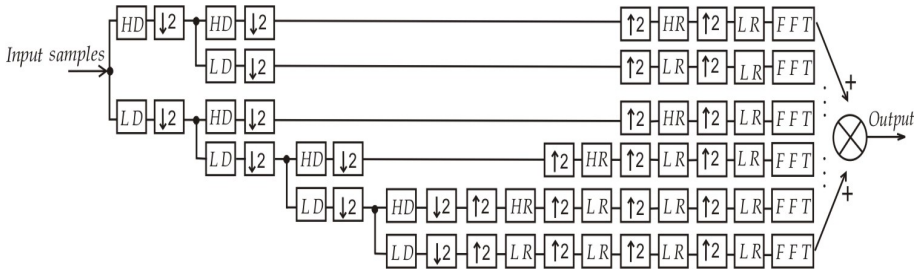 HD ↓2 HD ↓2 ↑2 HR ↑2 LR FFT
Input samples
LD ↓2 ↑2 LR ↑2 LR FFT
+
LD ↓2 HD ↓2 ↑2 HR ↑2 LR FFT
Output
LD ↓2 HD ↓2 ↑2 HR ↑2 LR ↑2 LR FFT
+
LD ↓2 HD ↓2 ↑2 HR ↑2 LR ↑2 LR ↑2 LR FFT
LD ↓2 ↑2 LR ↑2 LR ↑2 LR ↑2 LR FFT